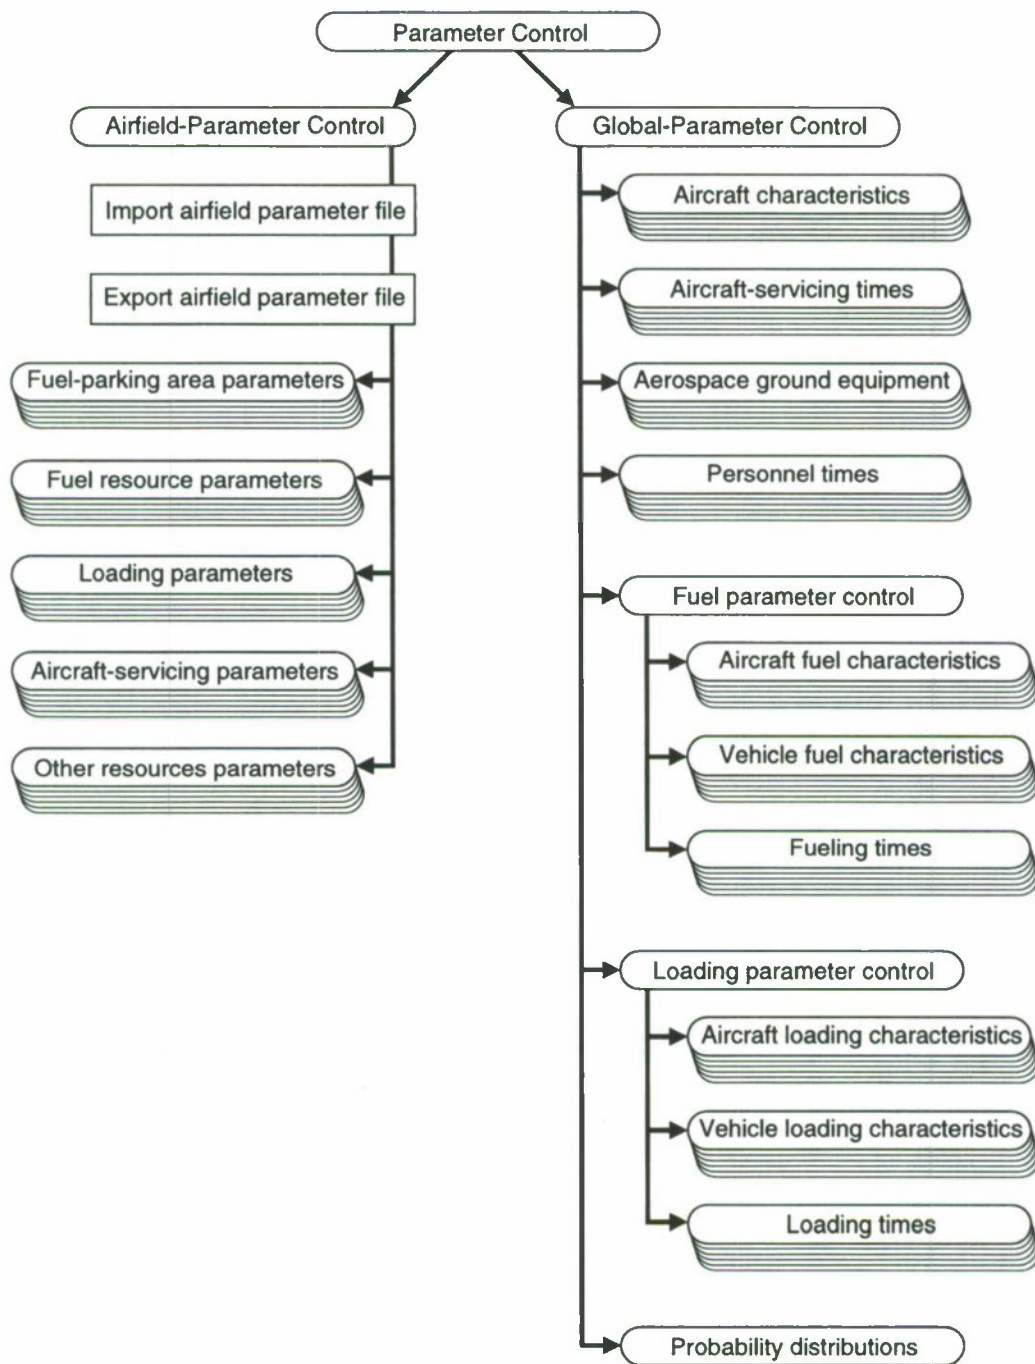 Parameter Control
Airfield-Parameter Control
Import airfield parameter file
Export airfield parameter file
Fuel-parking area parameters
Fuel resource parameters
Loading parameters
Aircraft-servicing parameters
Other resources parameters
Global-Parameter Control
Aircraft characteristics
Aircraft-servicing times
Aerospace ground equipment
Personnel times
Fuel parameter control
Aircraft fuel characteristics
Vehicle fuel characteristics
Fueling times
Loading parameter control
Aircraft loading characteristics
Vehicle loading characteristics
Loading times
Probability distributions